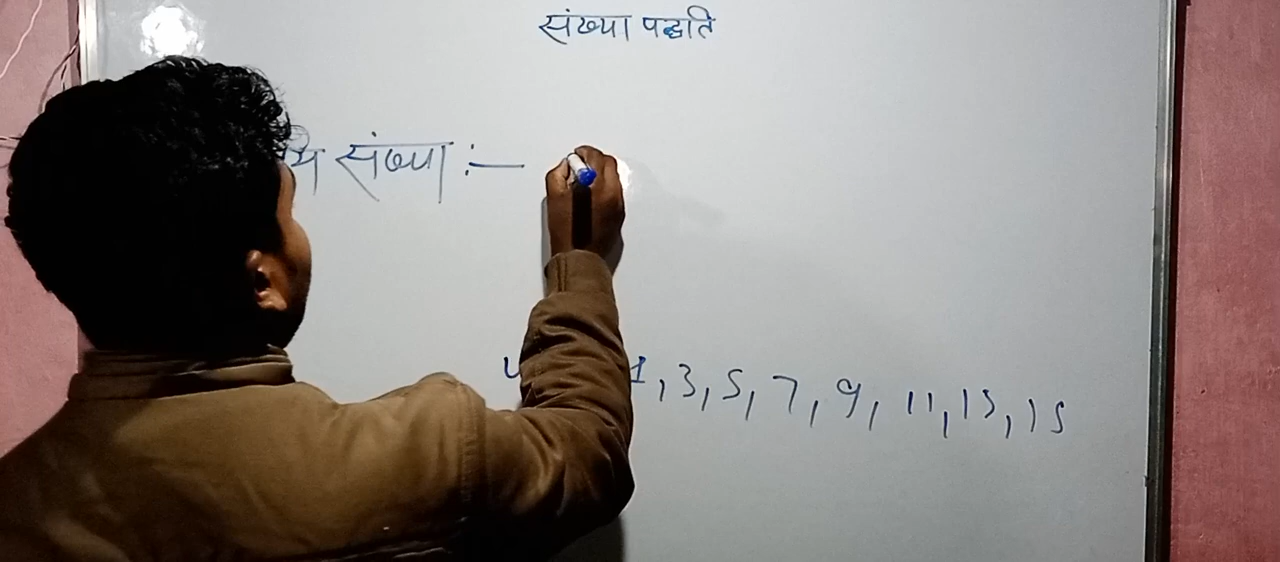 संख्या पद्धति
संख्या :—
1, 3, 5, 7, 9, 11, 13, 15